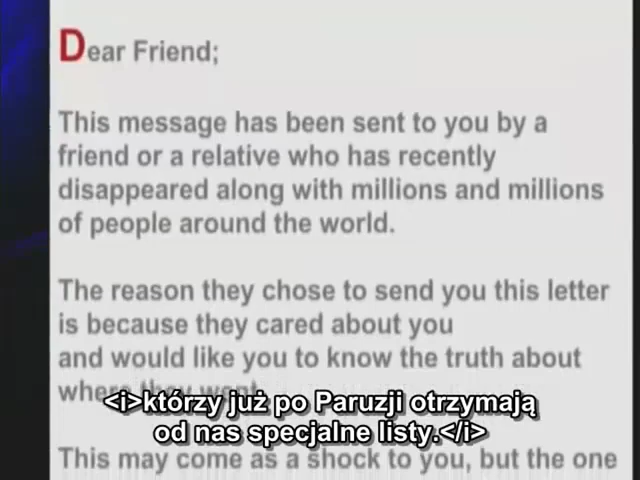 Dear Friend;
This message has been sent to you by a
friend or a relative who has recently
disappeared along with millions and millions
of people around the world.
The reason they chose to send you this letter
is because they cared about you
and would like you to know the truth about
where they went.
<i>którzy już po Paruzji otrzymają
od nas specjalne listy.</i>
This may come as a shock to you, but the one